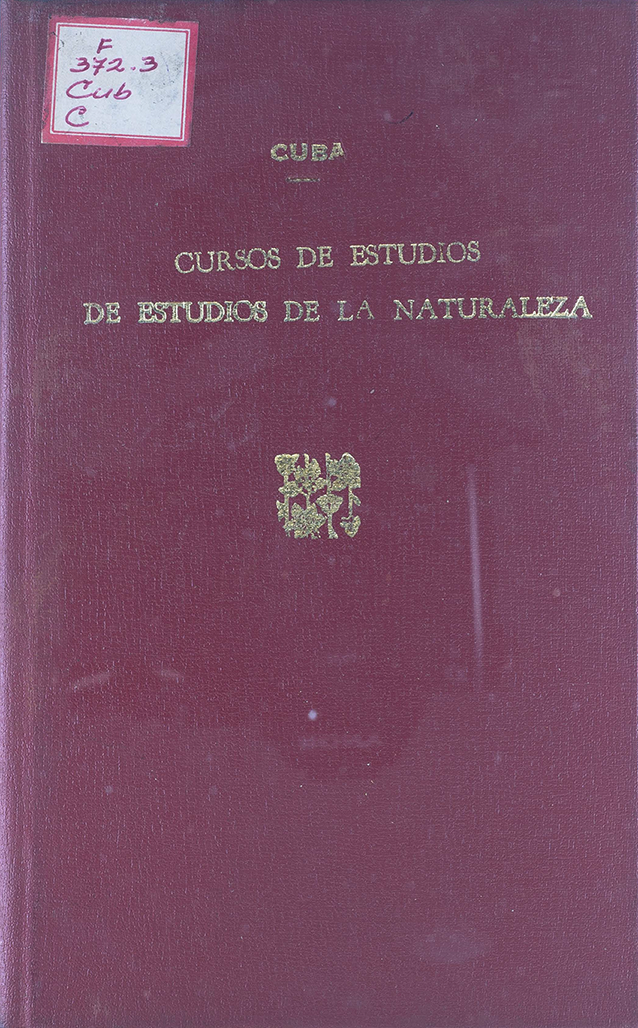 F
372.3
Cub
C
CUBA
CURSOS DE ESTUDIOS
DE ESTUDIOS DE LA NATURALEZA